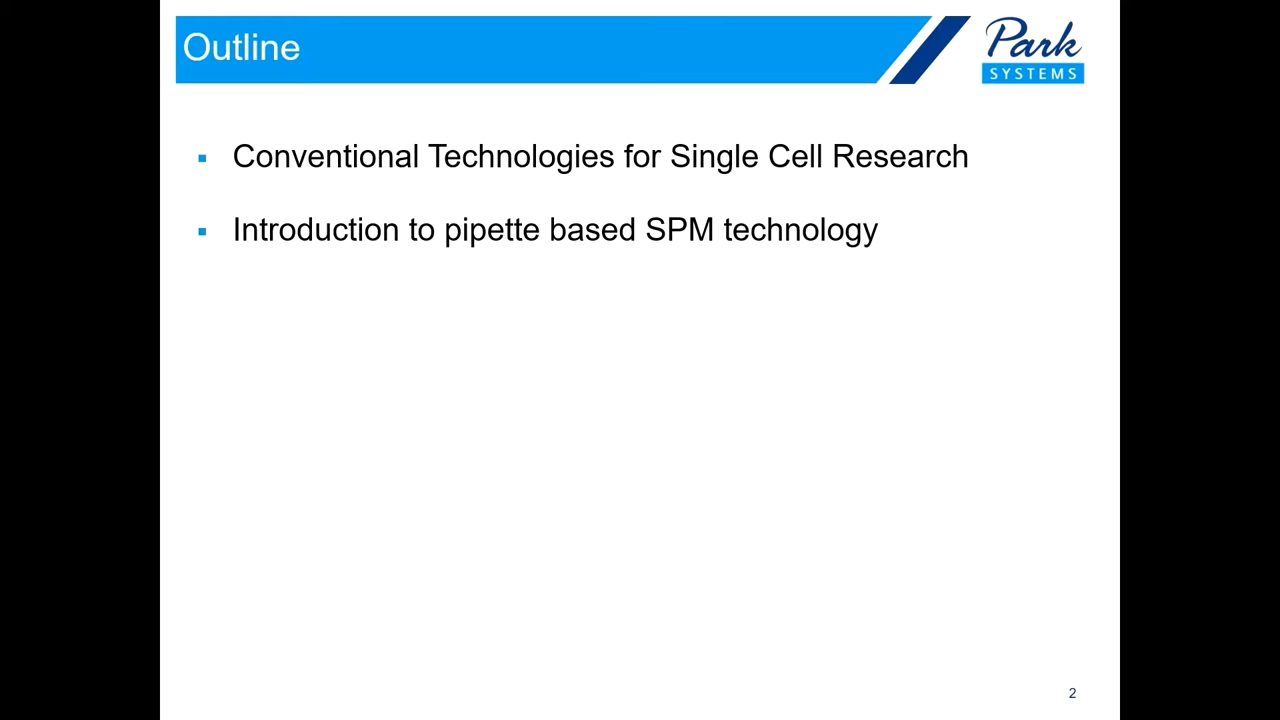 Outline
Park
SYSTEMS
▪ Conventional Technologies for Single Cell Research
▪ Introduction to pipette based SPM technology
2